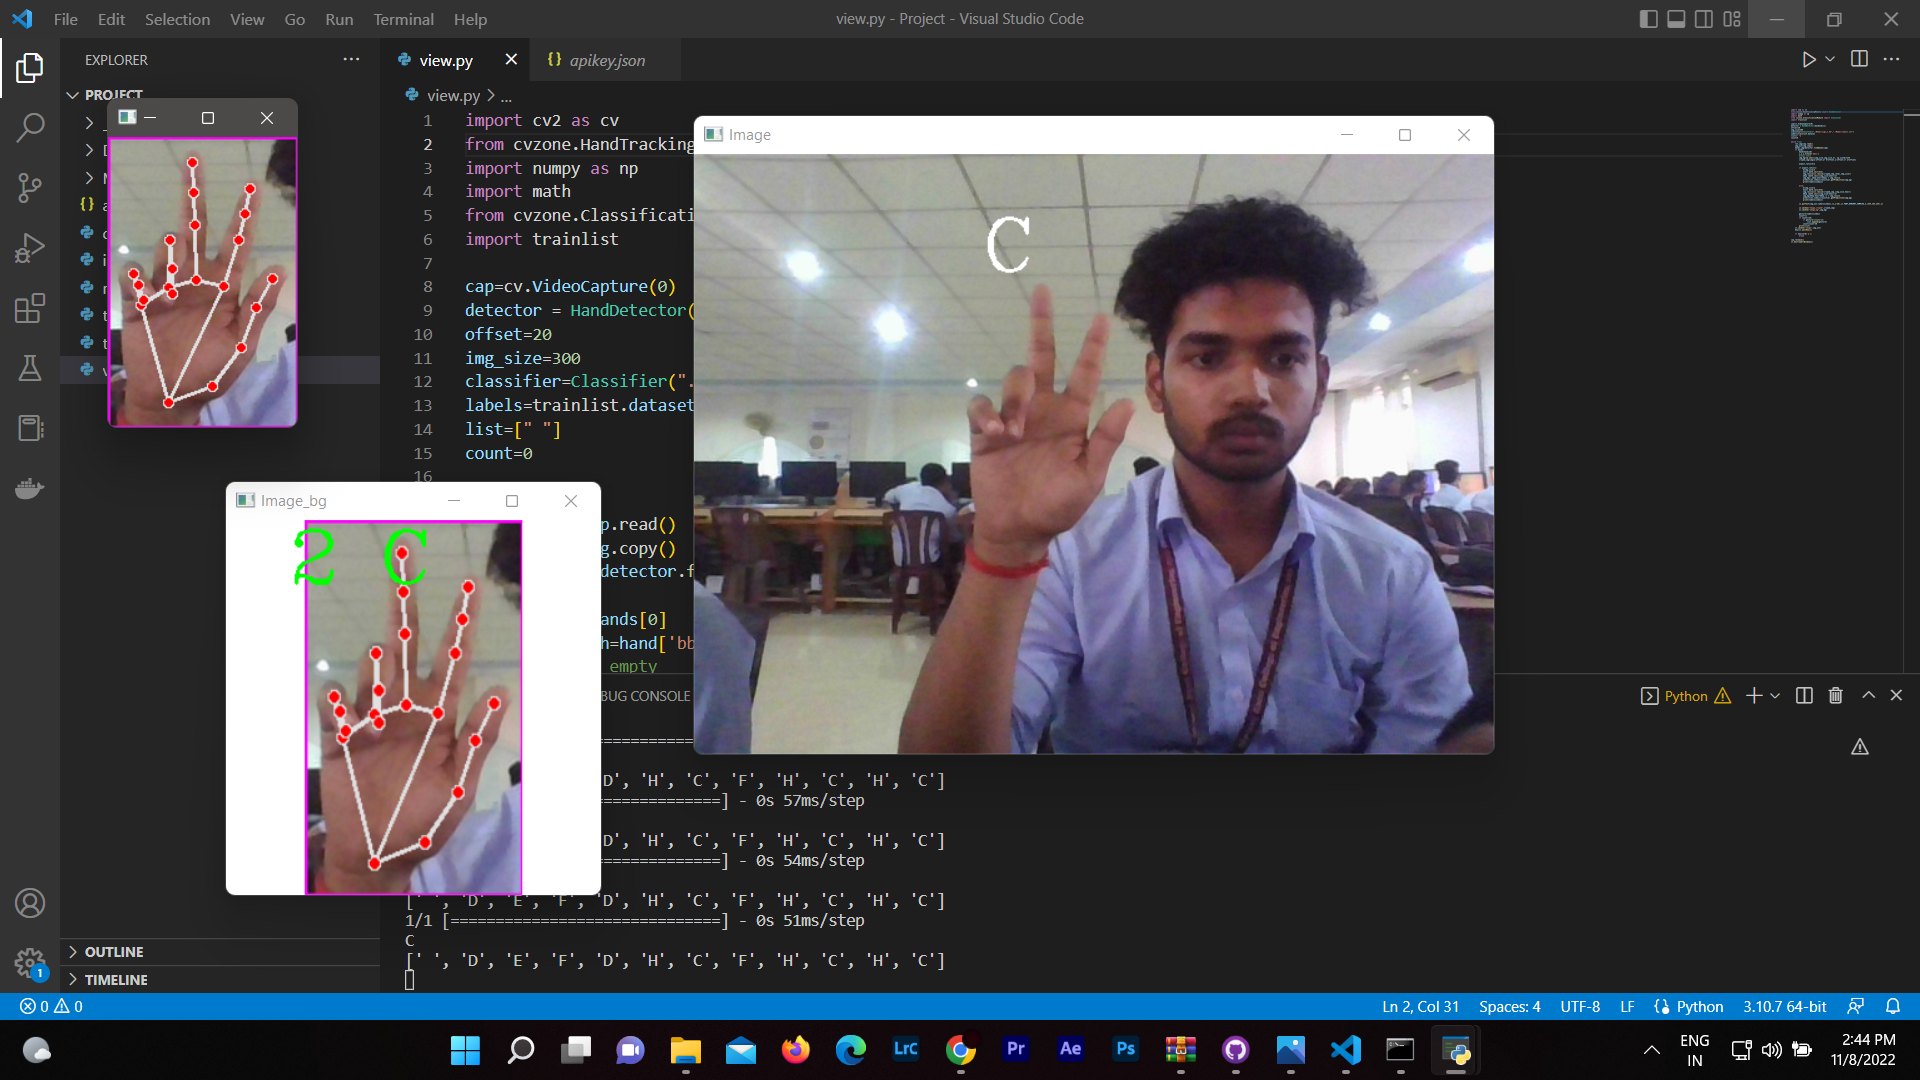 File Edit Selection View Go Run Terminal Help
view.py - Project - Visual Studio Code
EXPLORER
PROJECT
view.py
apikey.json
view.py > ...
1 import cv2 as cv
2 from cvzone.HandTracking
3 import numpy as np
4 import math
5 from cvzone.Classificati
6 import trainlist
7
8 cap=cv.VideoCapture(0)
9 detector = HandDetector(
10 offset=20
11 img_size=300
12 classifier=Classifier(".
13 labels=trainlist.dataset
14 list=[" "]
15 count=0
16
p.read()
g.copy()
detector.f
ands[0]
h=hand['bb
empty
Image
C
Image_bg
2 C
BUG CONSOLE
Python
===========
D', 'H', 'C', 'F', 'H', 'C', 'H', 'C']
==============] - 0s 57ms/step
D', 'H', 'C', 'F', 'H', 'C', 'H', 'C']
==============] - 0s 54ms/step
[' ', 'D', 'E', 'F', 'D', 'H', 'C', 'F', 'H', 'C', 'H', 'C']
1/1 [==============================] - 0s 51ms/step
C
[' ', 'D', 'E', 'F', 'D', 'H', 'C', 'F', 'H', 'C', 'H', 'C']
OUTLINE
TIMELINE
1
0 0
Ln 2, Col 31 Spaces: 4 UTF-8 LF Python 3.10.7 64-bit
LrC Pr Ae Ps
ENG
IN
2:44 PM
11/8/2022